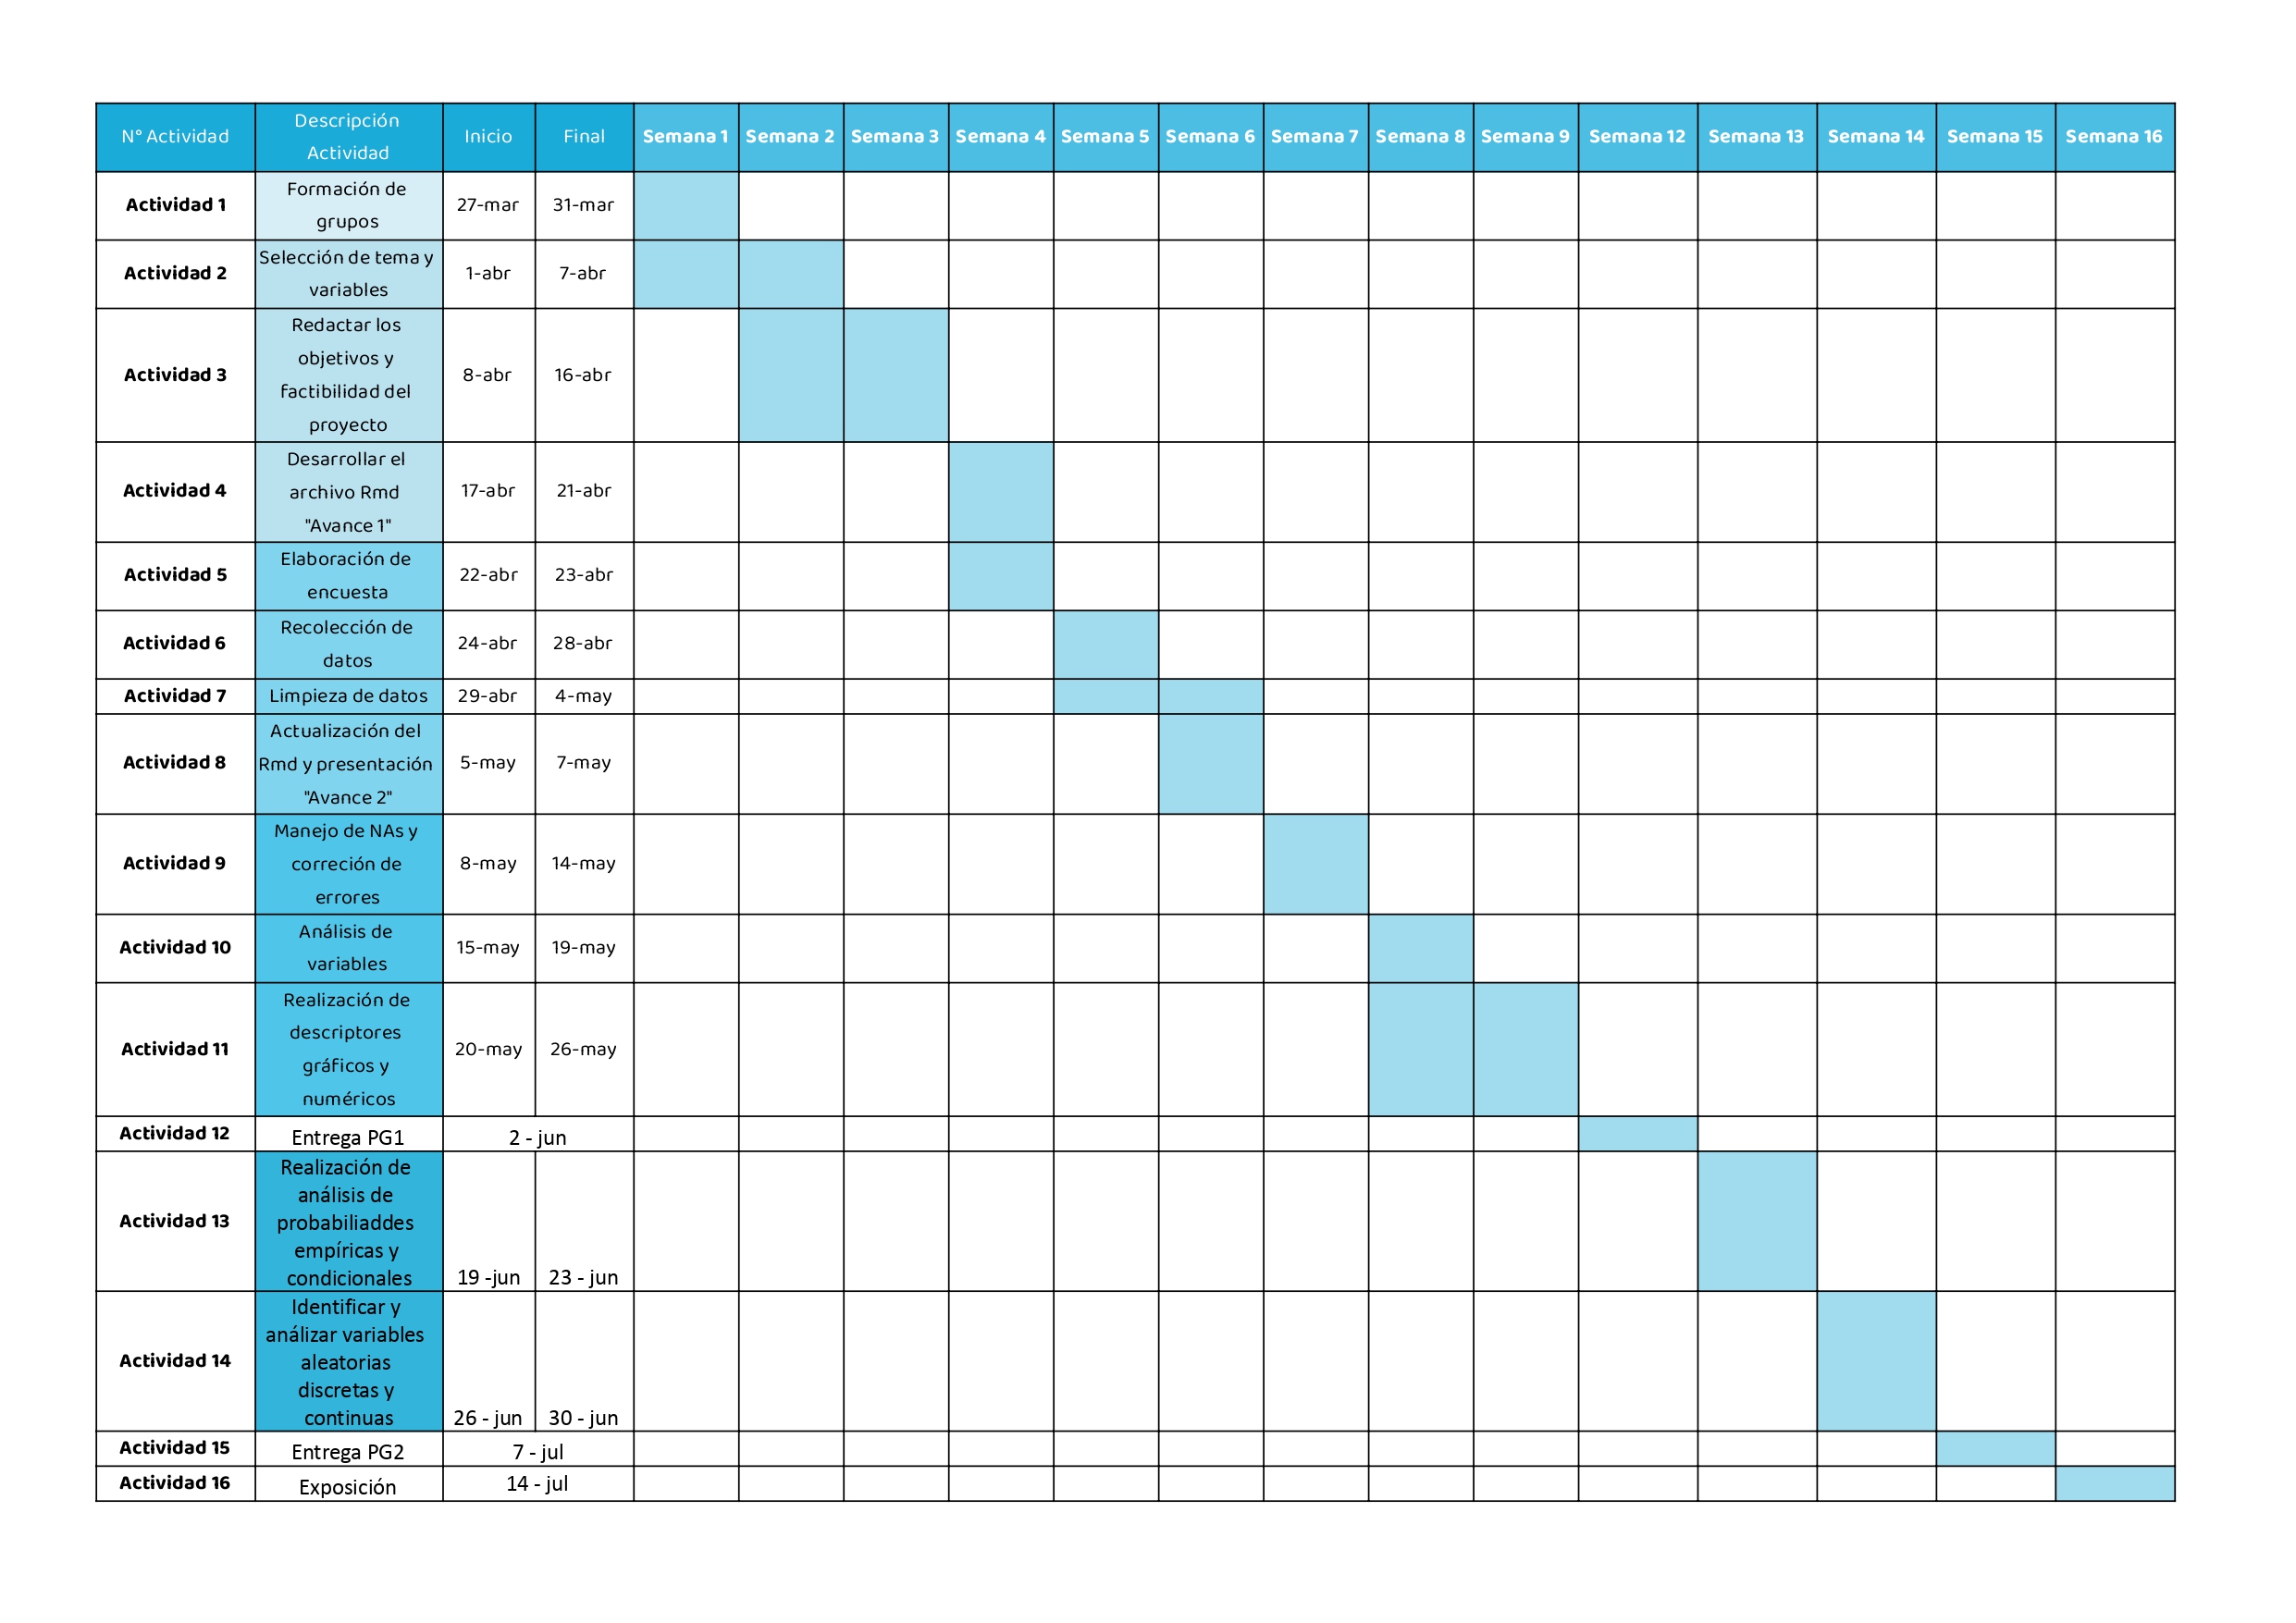 N° Actividad
Descripción
Actividad
Inicio
Final
Semana 1
Semana 2
Semana 3
Semana 4
Semana 5
Semana 6
Semana 7
Semana 8
Semana 9
Semana 12
Semana 13
Semana 14
Semana 15
Semana 16
Actividad 1
Formación de
grupos
27-mar
31-mar
Actividad 2
Selección de tema y
variables
1-abr
7-abr
Actividad 3
Redactar los
objetivos y
factibilidad del
proyecto
8-abr
16-abr
Actividad 4
Desarrollar el
archivo Rmd
"Avance 1"
17-abr
21-abr
Actividad 5
Elaboración de
encuesta
22-abr
23-abr
Actividad 6
Recolección de
datos
24-abr
28-abr
Actividad 7
Limpieza de datos
29-abr
4-may
Actividad 8
Actualización del
Rmd y presentación
"Avance 2"
5-may
7-may
Actividad 9
Manejo de NAs y
correción de
errores
8-may
14-may
Actividad 10
Análisis de
variables
15-may
19-may
Actividad 11
Realización de
descriptores
gráficos y
numéricos
20-may
26-may
Actividad 12
Entrega PG1
2 - jun
Actividad 13
Realización de
análisis de
probabiliaddes
empíricas y
condicionales
19 -jun
23 - jun
Actividad 14
Identificar y
análizar variables
aleatorias
discretas y
continuas
26 - jun
30 - jun
Actividad 15
Entrega PG2
7 - jul
Actividad 16
Exposición
14 - jul